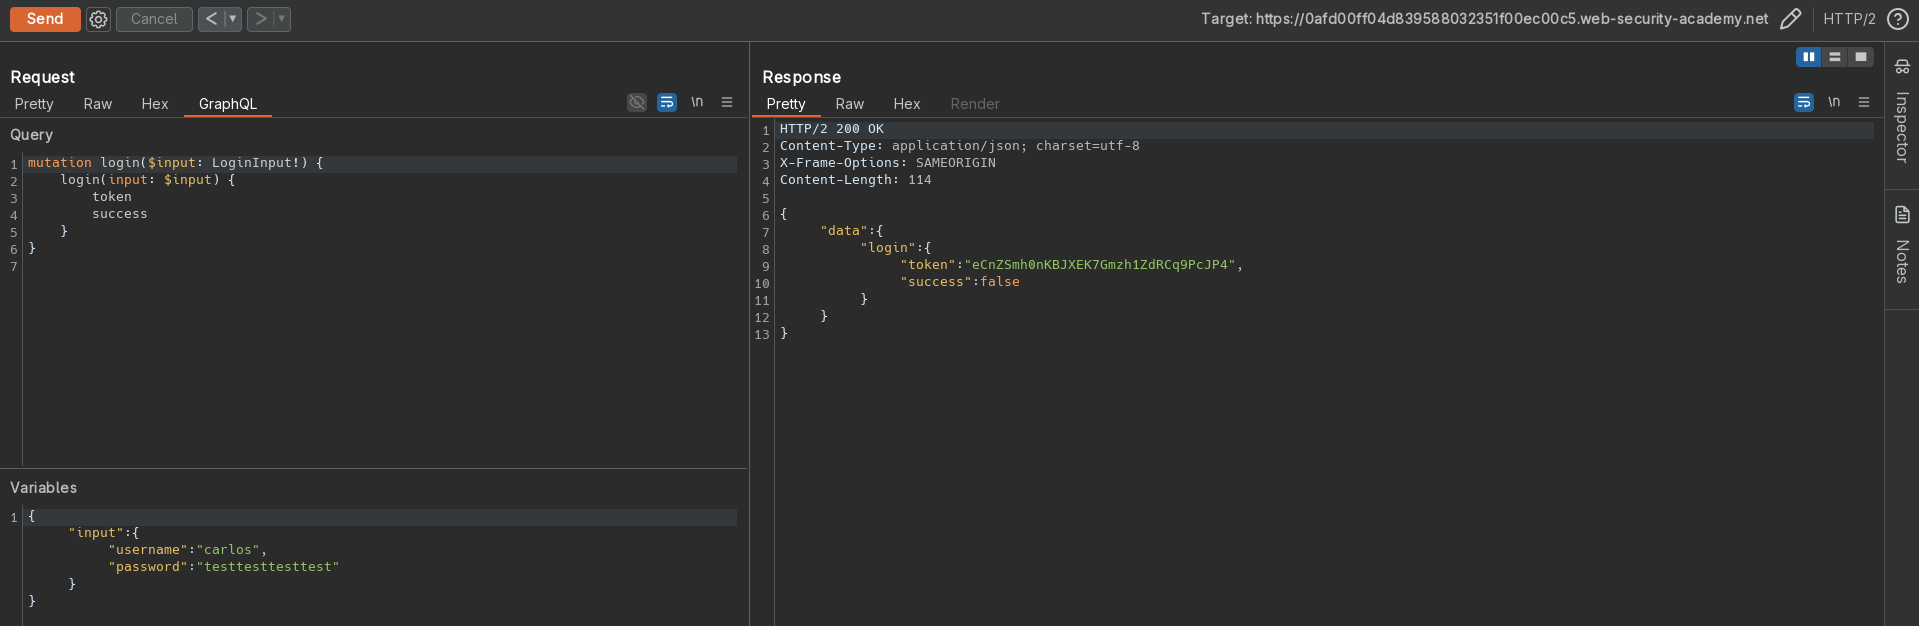 Send Cancel < > Target: https://0afd00ff04d839588032351f00ec00c5.web-security-academy.net HTTP/2 ?
Request
Pretty Raw Hex GraphQL \n
Query
1 mutation login($input: LoginInput!) {
2 login(input: $input) {
3 token
4 success
5 }
6 }
7
Variables
1 {
"input":{
"username":"carlos",
"password":"testtesttesttest"
}
}
Response
Pretty Raw Hex Render \n
1 HTTP/2 200 OK
2 Content-Type: application/json; charset=utf-8
3 X-Frame-Options: SAMEORIGIN
4 Content-Length: 114
5
6 {
7 "data":{
8 "login":{
9 "token":"eCnZSmh0nKBJXEK7Gmzh1ZdRCq9PcJP4",
10 "success":false
11 }
12 }
13 }
Inspector
Notes